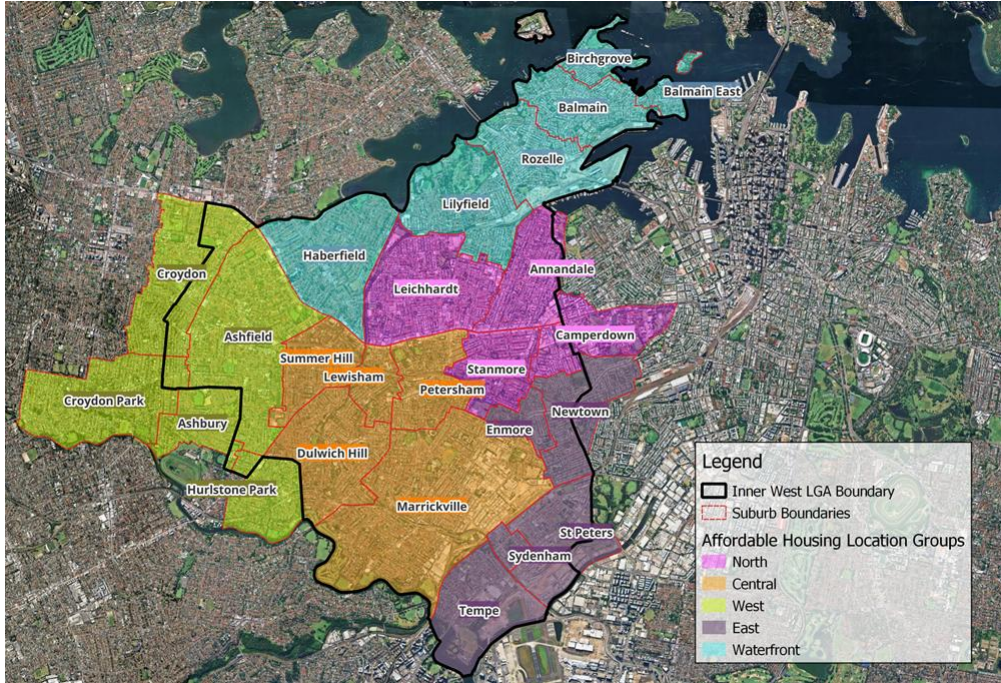 Birchgrove
Balmain East
Balmain
Rozelle
Lilyfield
Haberfield
Annandale
Croydon
Leichhardt
Ashfield
Camperdown
Summer Hill
Stanmore
Lewisham
Petersham
Croydon Park
Newtown
Ashbury
Enmore
Dulwich Hill
Hurlstone Park
Marrickville
St Peters
Sydenham
Tempe
Legend
Inner West LGA Boundary
Suburb Boundaries
Affordable Housing Location Groups
North
Central
West
East
Waterfront